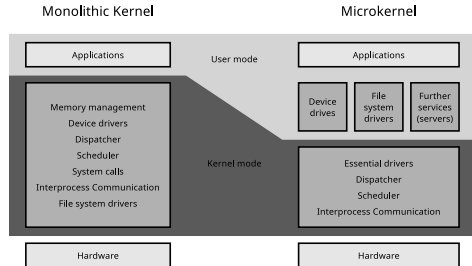 Monolithic Kernel
Microkernel
Applications
User mode
Applications
Device
drives
File
system
drivers
Further
services
(servers)
Memory management
Device drivers
Dispatcher
Scheduler
System calls
Interprocess Communication
File system drivers
Kernel mode
Essential drivers
Dispatcher
Scheduler
Interprocess Communication
Hardware
Hardware